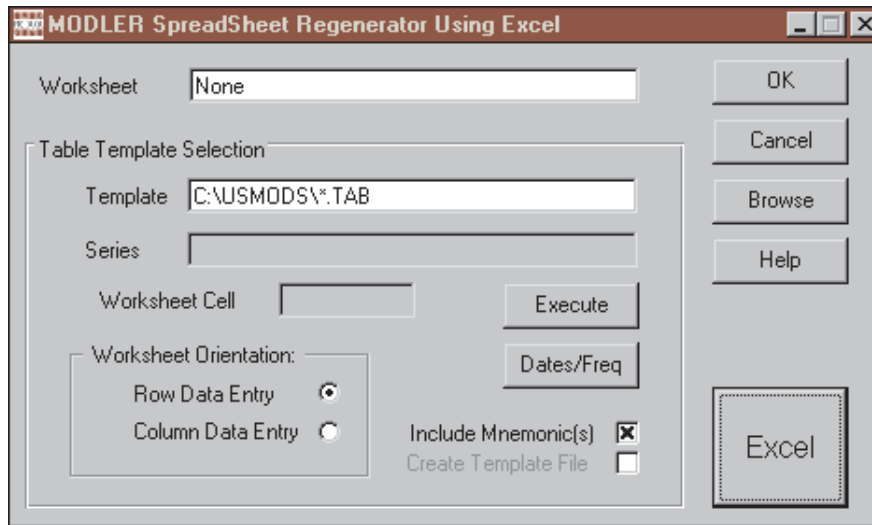 MODLER SpreadSheet Regenerator Using Excel
Worksheet None
OK
Table Template Selection
Cancel
Template C:\USMODS\*.TAB
Browse
Series
Help
Worksheet Cell
Execute
Worksheet Orientation:
Dates/Freq
Row Data Entry
Column Data Entry
Include Mnemonic(s)
Create Template File
Excel